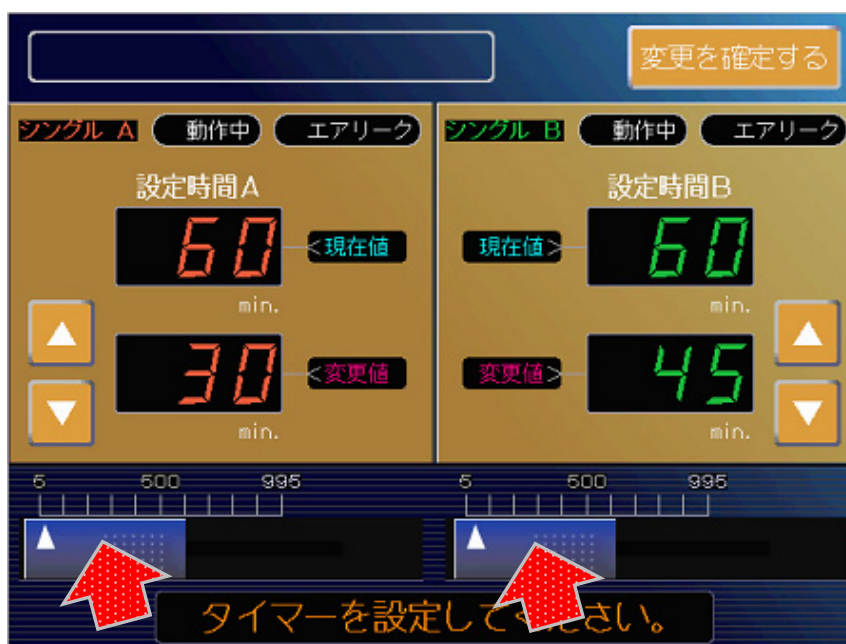 変更を確定する
シングル A 動作中 エアリーク
シングル B 動作中 エアリーク
設定時間A
設定時間B
60 <現在値
現在値> 60
min.
min.
30 <変更値
変更値> 45
min.
min.
5 500 995
5 500 995
タイマーを設定してください。